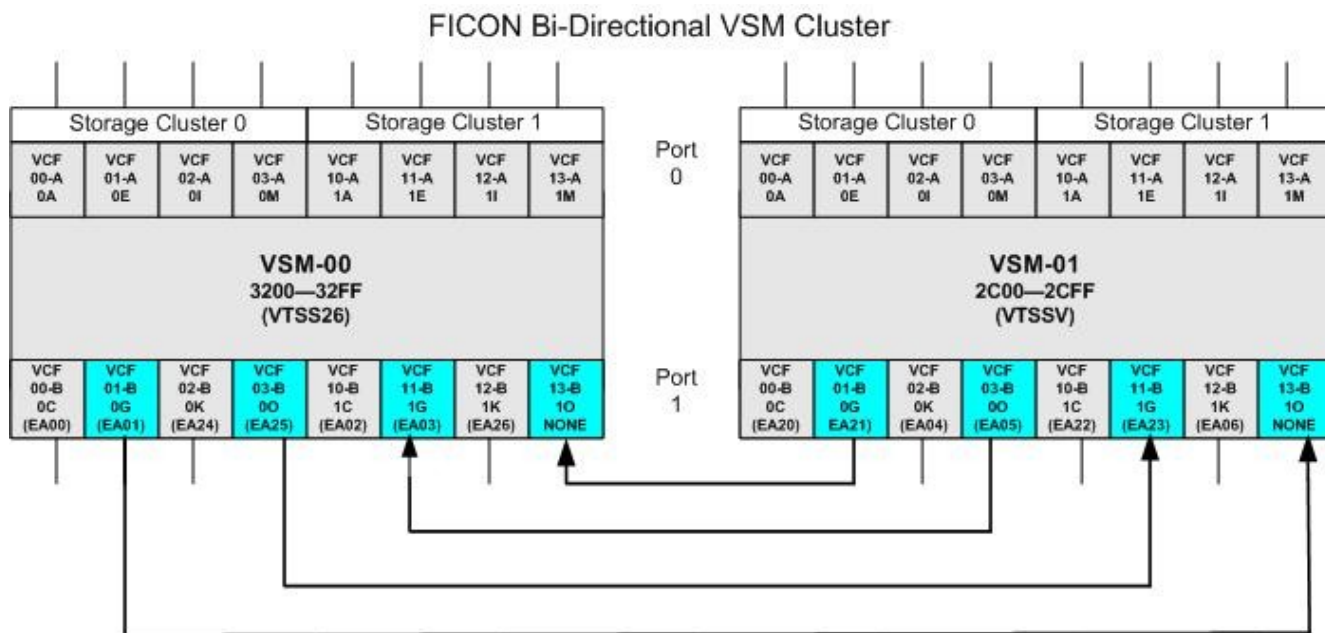 FICON Bi-Directional VSM Cluster
Storage Cluster 0 Storage Cluster 1
VCF VCF VCF VCF VCF VCF VCF VCF
00-A 01-A 02-A 03-A 10-A 11-A 12-A 13-A
0A 0E 0I 0M 1A 1E 1I 1M
VSM-00
3200—32FF
(VTSS26)
VCF VCF VCF VCF VCF VCF VCF VCF
00-B 01-B 02-B 03-B 10-B 11-B 12-B 13-B
0C 0G 0K 0O 1C 1G 1K 1O
(EA00) (EA01) (EA24) (EA25) (EA02) (EA03) (EA26) NONE
Port
0
Port
1
Storage Cluster 0 Storage Cluster 1
VCF VCF VCF VCF VCF VCF VCF VCF
00-A 01-A 02-A 03-A 10-A 11-A 12-A 13-A
0A 0E 0I 0M 1A 1E 1I 1M
VSM-01
2C00—2CFF
(VTSSV)
VCF VCF VCF VCF VCF VCF VCF VCF
00-B 01-B 02-B 03-B 10-B 11-B 12-B 13-B
0C 0G 0K 0O 1C 1G 1K 1O
(EA20) EA21) (EA04) (EA05) (EA22) (EA23) (EA06) NONE